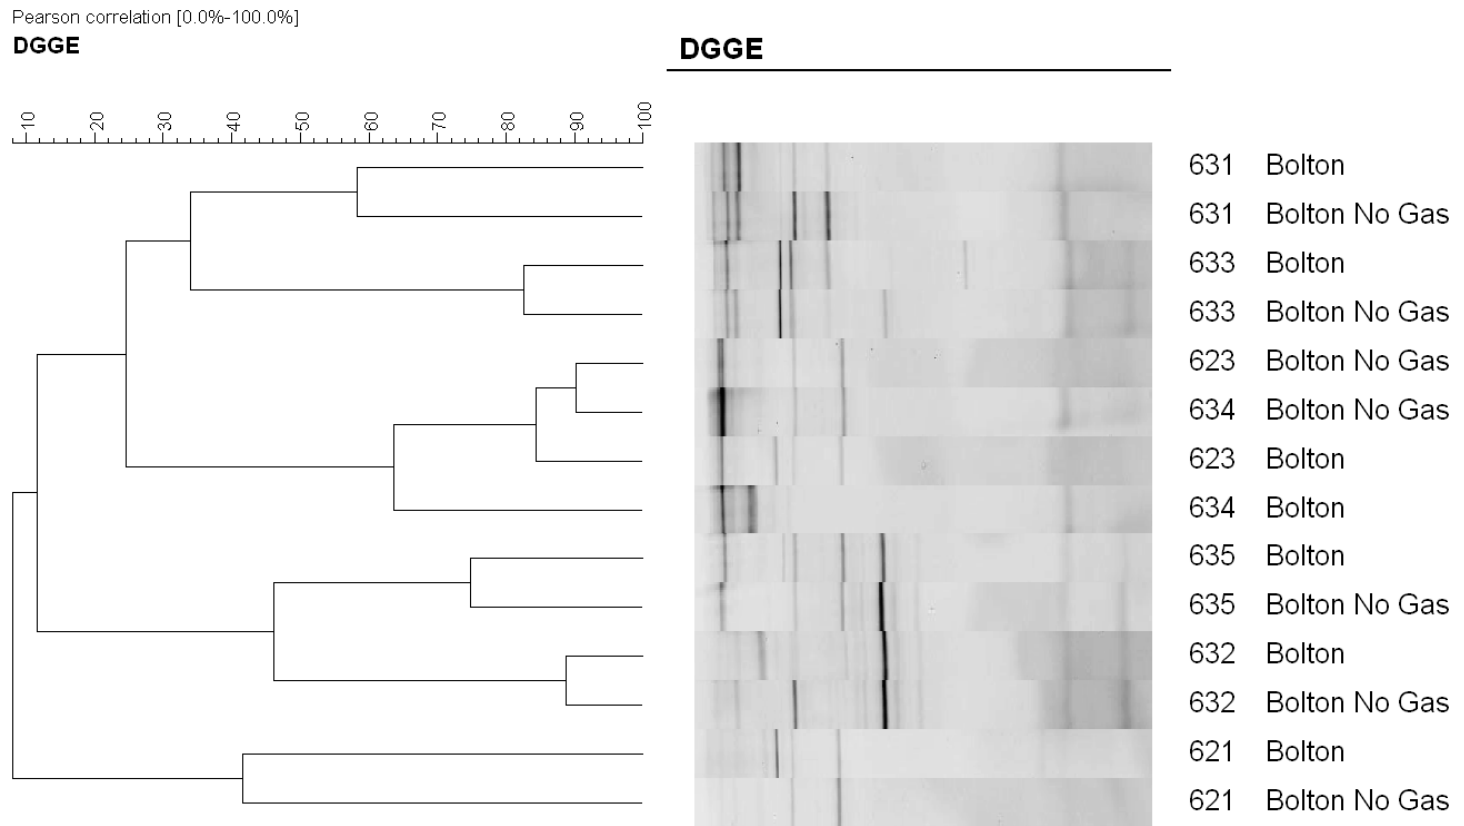 Pearson correlation [0.0%-100.0%]
DGGE
DGGE
10 20 30 40 50 60 70 80 90 100
631 Bolton
631 Bolton No Gas
633 Bolton
633 Bolton No Gas
623 Bolton No Gas
634 Bolton No Gas
623 Bolton
634 Bolton
635 Bolton
635 Bolton No Gas
632 Bolton
632 Bolton No Gas
621 Bolton
621 Bolton No Gas